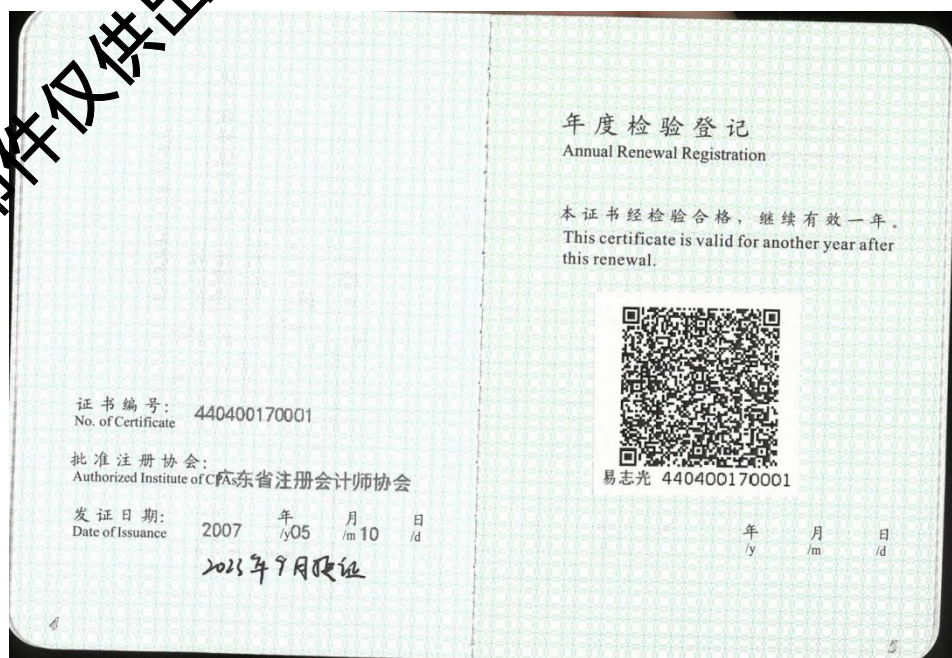 件仅供出
证书编号: 440400170001
No. of Certificate
批准注册协会: 广东省注册会计师协会
Authorized Institute of CPAs
发证日期: 2007 年 05 月 10 日
Date of Issuance /y /m /d
2023年9月换证
4
年度检验登记
Annual Renewal Registration
本证书经检验合格，继续有效一年。
This certificate is valid for another year after
this renewal.
易志光 440400170001
年 月 日
/y /m /d
5